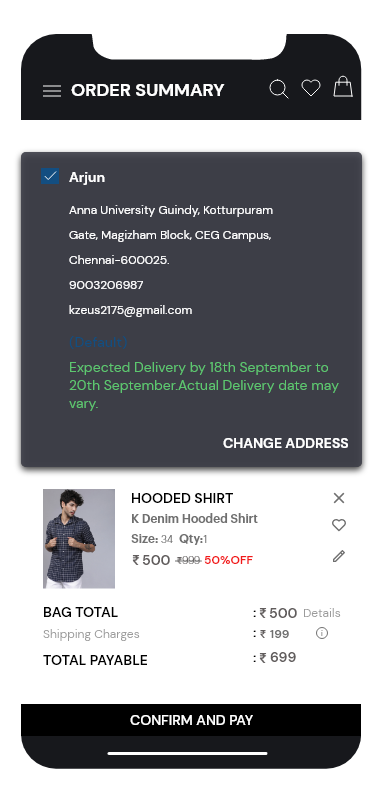 ORDER SUMMARY
Arjun
Anna University Guindy, Kotturpuram
Gate, Magizham Block, CEG Campus,
Chennai-600025.
9003206987
kzeus2175@gmail.com
Expected Delivery by 18th September to
20th September.Actual Delivery date may
vary.
CHANGE ADDRESS
HOODED SHIRT
K Denim Hooded Shirt
Size: 34 Qty:1
₹ 500 ₹999 50%OFF
BAG TOTAL : ₹ 500 Details
Shipping Charges : ₹ 199
TOTAL PAYABLE : ₹ 699
CONFIRM AND PAY